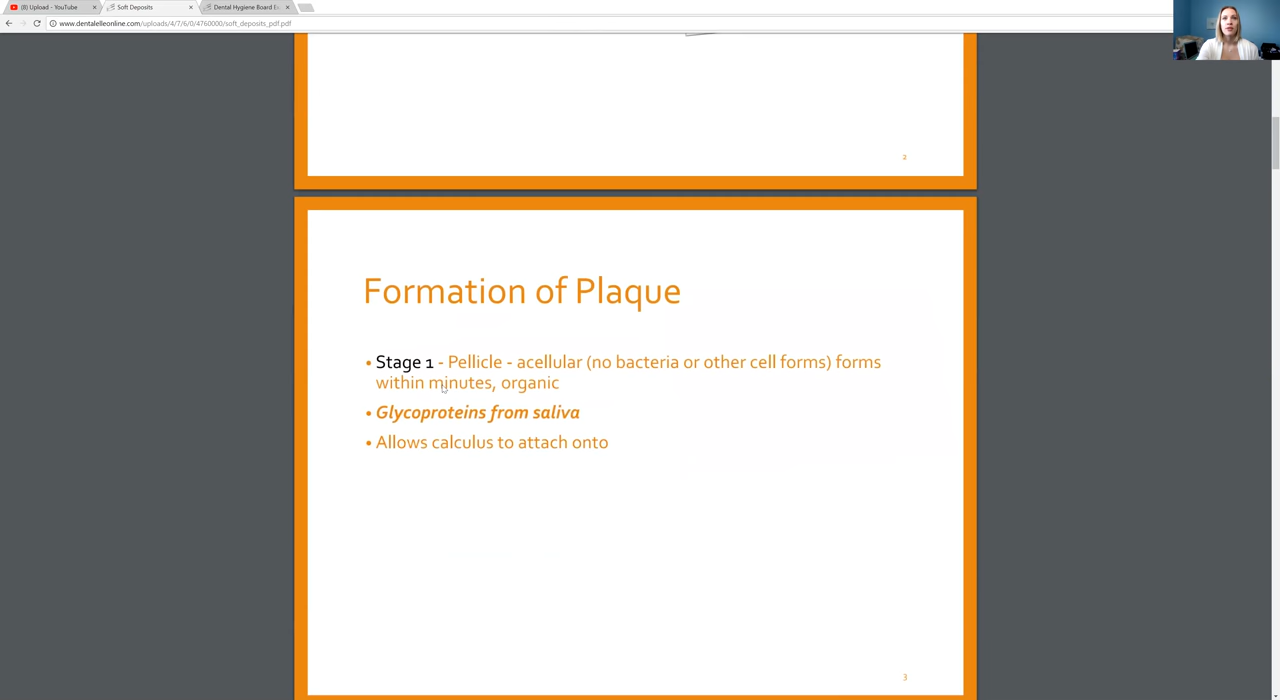 (8) Upload - YouTube
Soft Deposits
Dental Hygiene Board Ex
www.dentalelleonline.com/uploads/4/7/6/0/4760000/soft_deposits_pdf.pdf
2
Formation of Plaque
• Stage 1 - Pellicle - acellular (no bacteria or other cell forms) forms
within minutes, organic
• Glycoproteins from saliva
• Allows calculus to attach onto
3